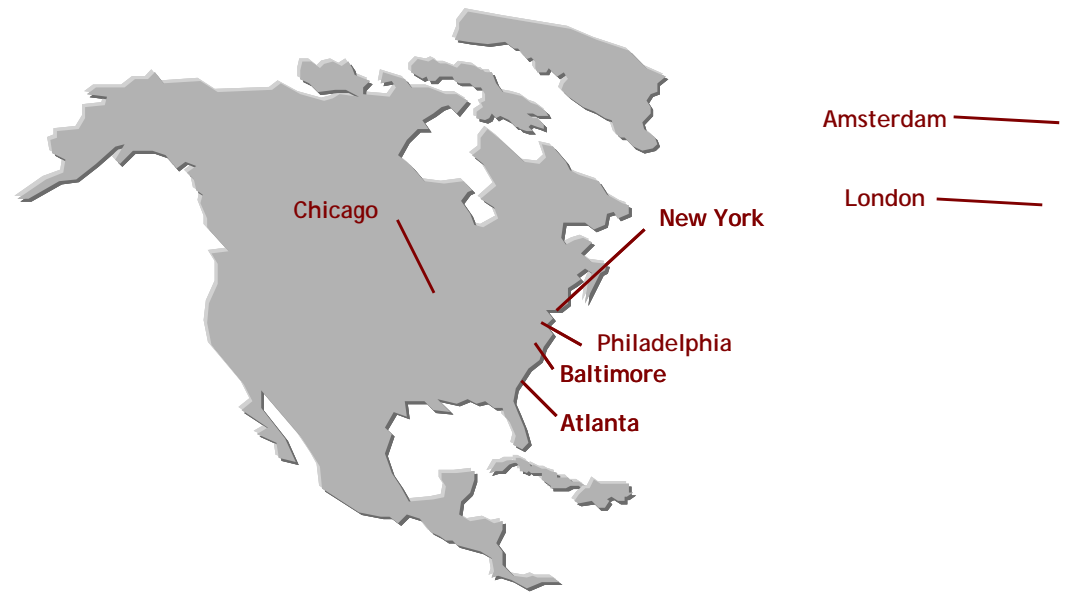 Amsterdam
London
Chicago
New York
Philadelphia
Baltimore
Atlanta